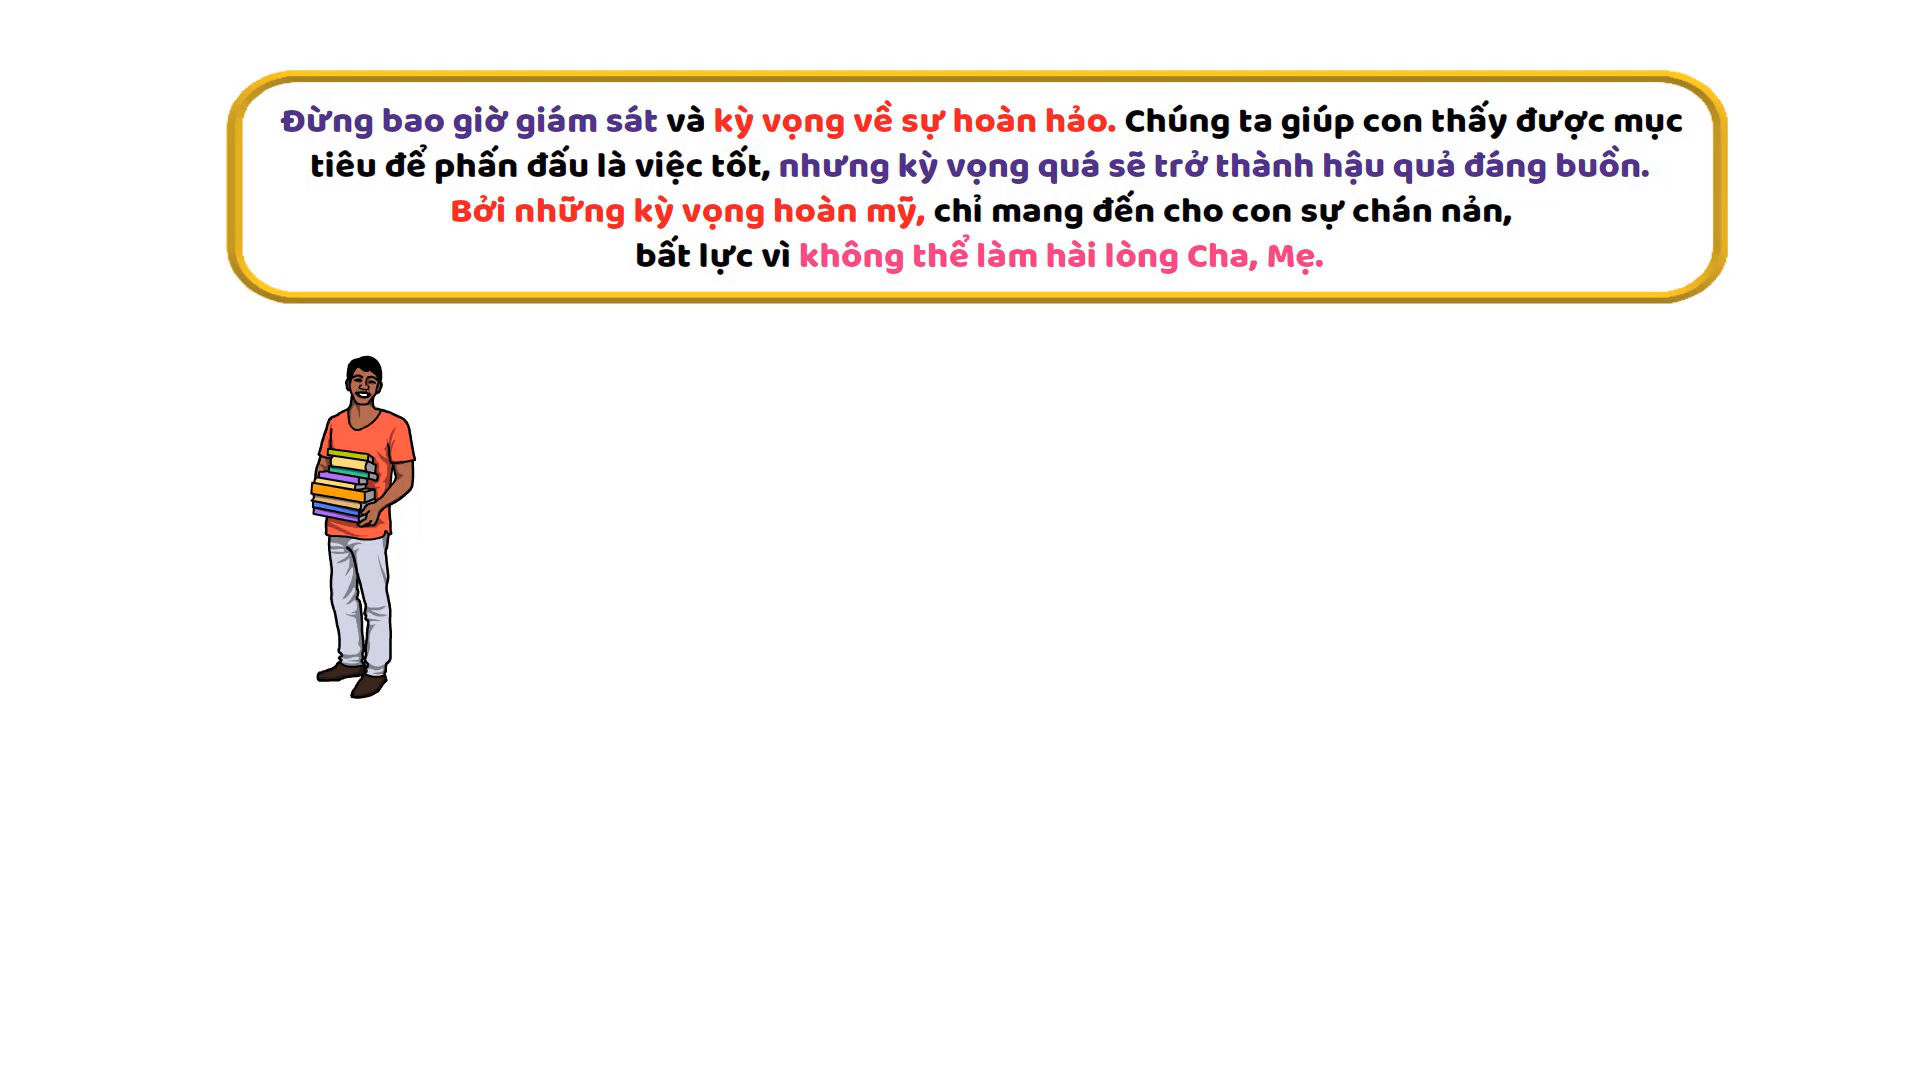 Đừng bao giờ giám sát và kỳ vọng về sự hoàn hảo. Chúng ta giúp con thấy được mục
tiêu để phấn đấu là việc tốt, nhưng kỳ vọng quá sẽ trở thành hậu quả đáng buồn.
Bởi những kỳ vọng hoàn mỹ, chỉ mang đến cho con sự chán nản,
bất lực vì không thể làm hài lòng Cha, Mẹ.